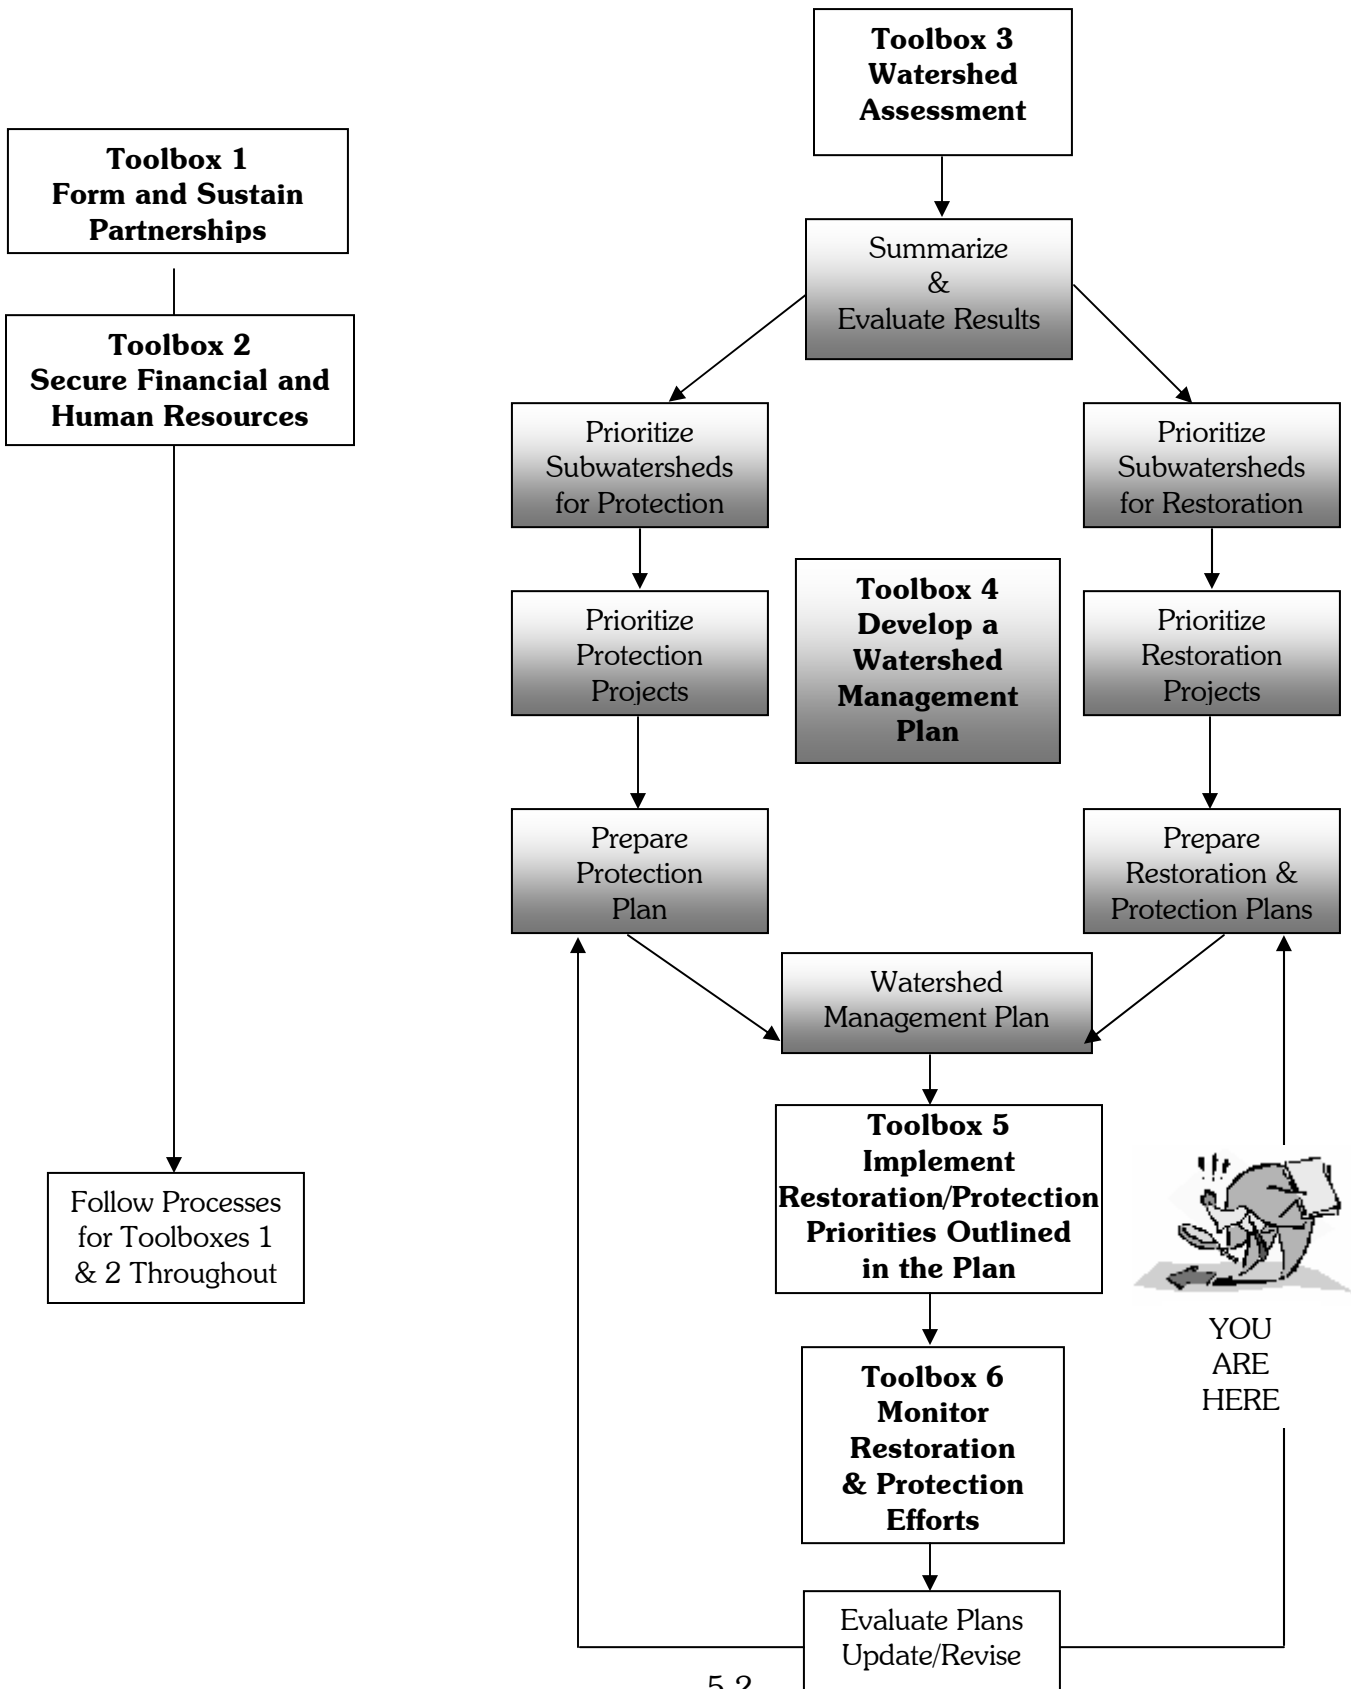 Toolbox 1
Form and Sustain
Partnerships
Toolbox 2
Secure Financial and
Human Resources
Follow Processes
for Toolboxes 1
& 2 Throughout
Toolbox 3
Watershed
Assessment
Summarize
&
Evaluate Results
Prioritize
Subwatersheds
for Protection
Prioritize
Subwatersheds
for Restoration
Prioritize
Protection
Projects
Toolbox 4
Develop a
Watershed
Management
Plan
Prioritize
Restoration
Projects
Prepare
Protection
Plan
Prepare
Restoration &
Protection Plans
Watershed
Management Plan
Toolbox 5
Implement
Restoration/Protection
Priorities Outlined
in the Plan
YOU
ARE
HERE
Toolbox 6
Monitor
Restoration
& Protection
Efforts
Evaluate Plans
Update/Revise
5.2